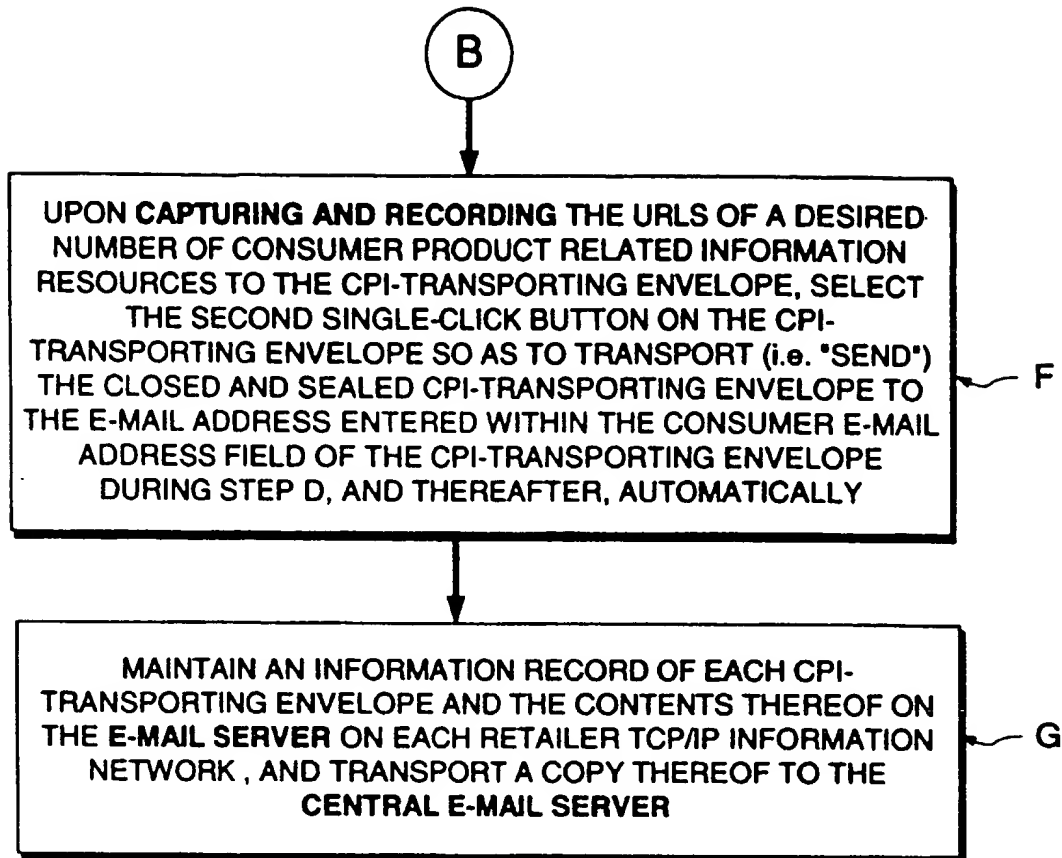 B
UPON CAPTURING AND RECORDING THE URLS OF A DESIRED
NUMBER OF CONSUMER PRODUCT RELATED INFORMATION
RESOURCES TO THE CPI-TRANSPORTING ENVELOPE, SELECT
THE SECOND SINGLE-CLICK BUTTON ON THE CPI-
TRANSPORTING ENVELOPE SO AS TO TRANSPORT (i.e. "SEND")
THE CLOSED AND SEALED CPI-TRANSPORTING ENVELOPE TO
THE E-MAIL ADDRESS ENTERED WITHIN THE CONSUMER E-MAIL
ADDRESS FIELD OF THE CPI-TRANSPORTING ENVELOPE
DURING STEP D, AND THEREAFTER, AUTOMATICALLY
F
MAINTAIN AN INFORMATION RECORD OF EACH CPI-
TRANSPORTING ENVELOPE AND THE CONTENTS THEREOF ON
THE E-MAIL SERVER ON EACH RETAILER TCP/IP INFORMATION
NETWORK , AND TRANSPORT A COPY THEREOF TO THE
CENTRAL E-MAIL SERVER
G